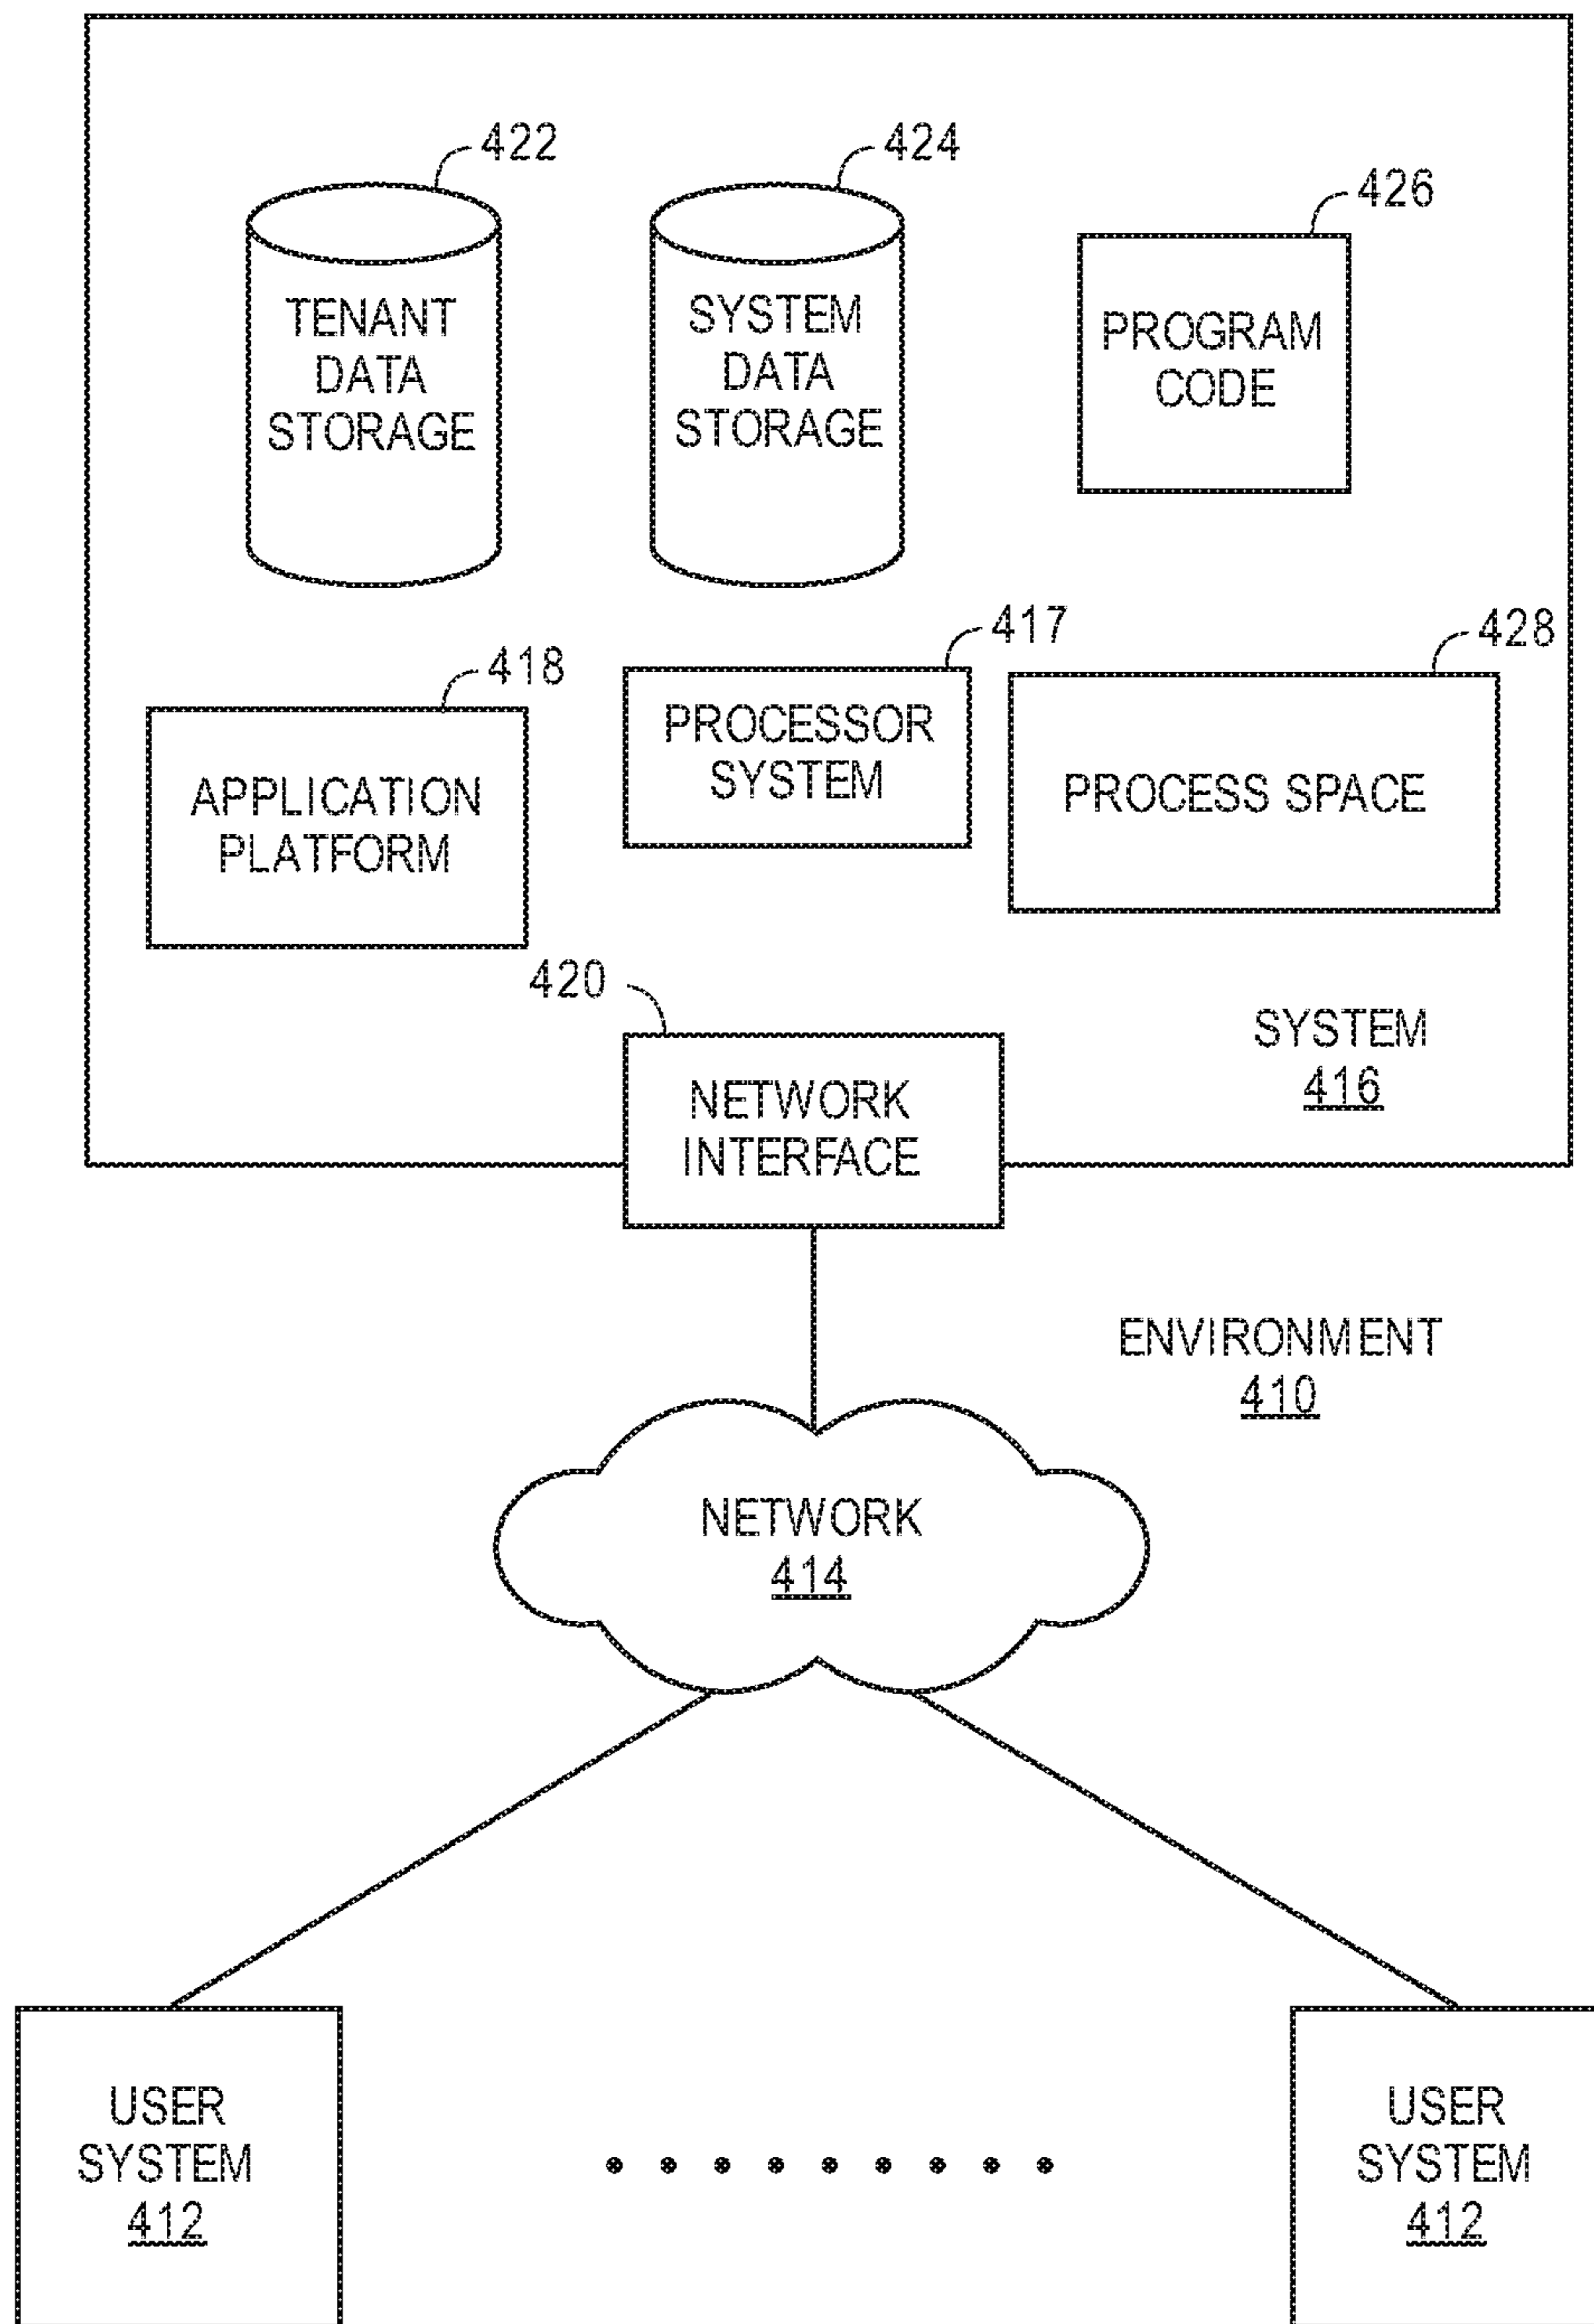 422
424
426
TENANT
DATA
STORAGE
SYSTEM
DATA
STORAGE
PROGRAM
CODE
417
428
418
PROCESSOR
SYSTEM
PROCESS SPACE
APPLICATION
PLATFORM
420
SYSTEM
416
NETWORK
INTERFACE
ENVIRONMENT
410
NETWORK
414
USER
SYSTEM
412
USER
SYSTEM
412